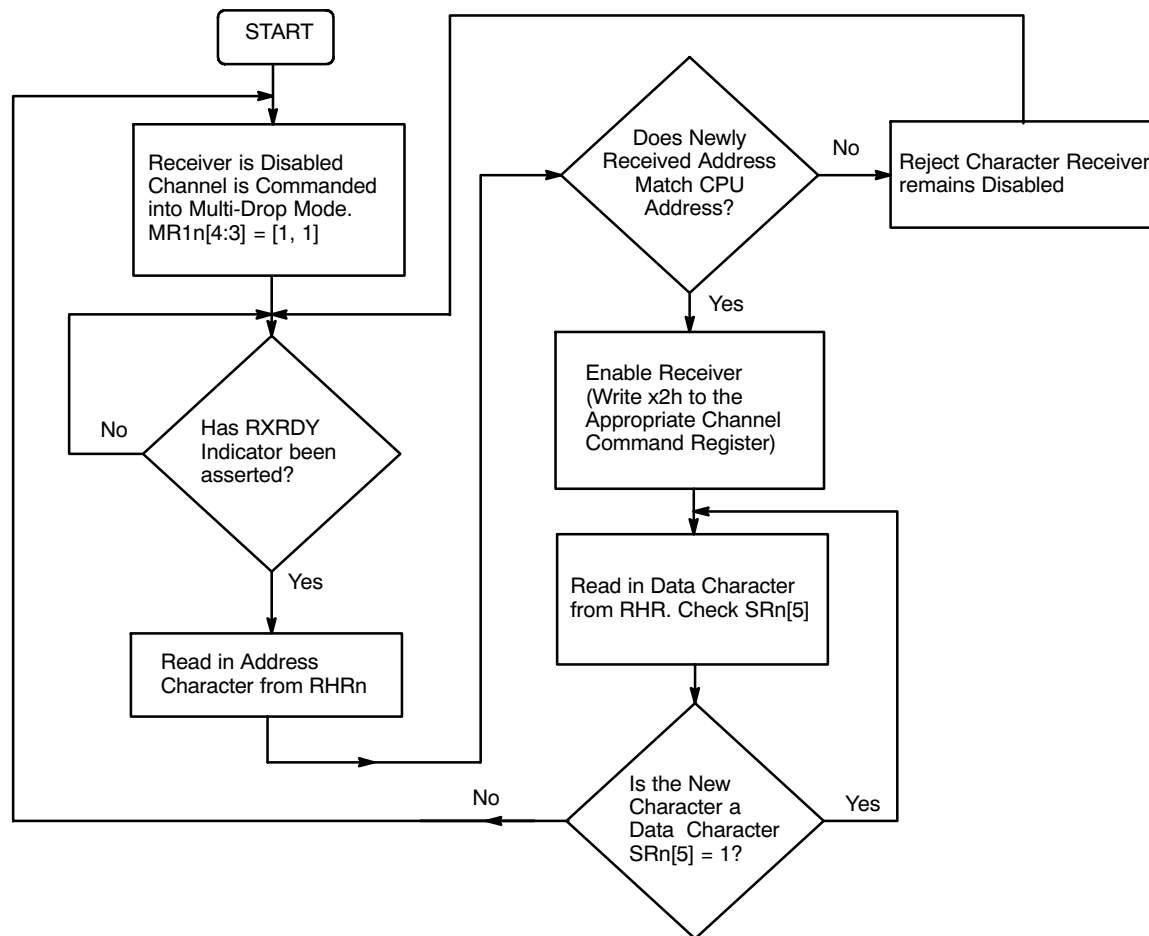 START
Receiver is Disabled
Channel is Commanded
into Multi-Drop Mode.
MR1n[4:3] = [1, 1]
No
Has RXRDY
Indicator been
asserted?
Yes
Read in Address
Character from RHRn
Does Newly
Received Address
Match CPU
Address?
No
Reject Character Receiver
remains Disabled
Yes
Enable Receiver
(Write x2h to the
Appropriate Channel
Command Register)
Read in Data Character
from RHR. Check SRn[5]
Is the New
Character a
Data Character
SRn[5] = 1?
No
Yes